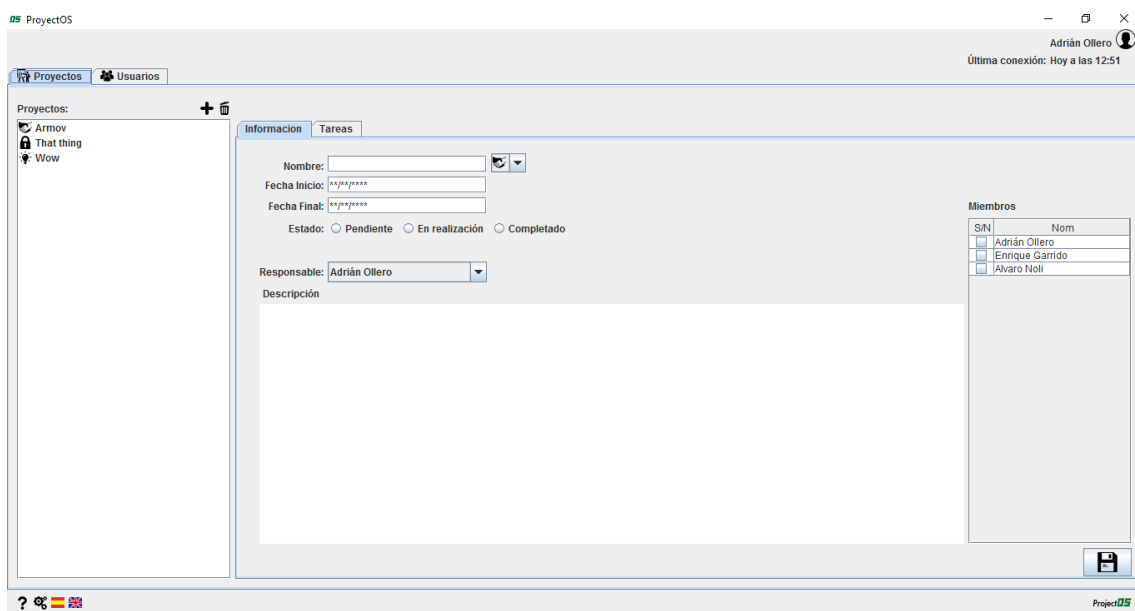 OS ProyectOS
Adrián Ollero
Última conexión: Hoy a las 12:51
Proyectos Usuarios
Proyectos:
Armov
That thing
Wow
Informacion Tareas
Nombre:
Fecha Inicio: **/**/****
Fecha Final: **/**/****
Estado: Pendiente En realización Completado
Responsable: Adrián Ollero
Descripción
Miembros
S/N Nom
Adrián Ollero
Enrique Garrido
Alvaro Noli
?
ProjectOS